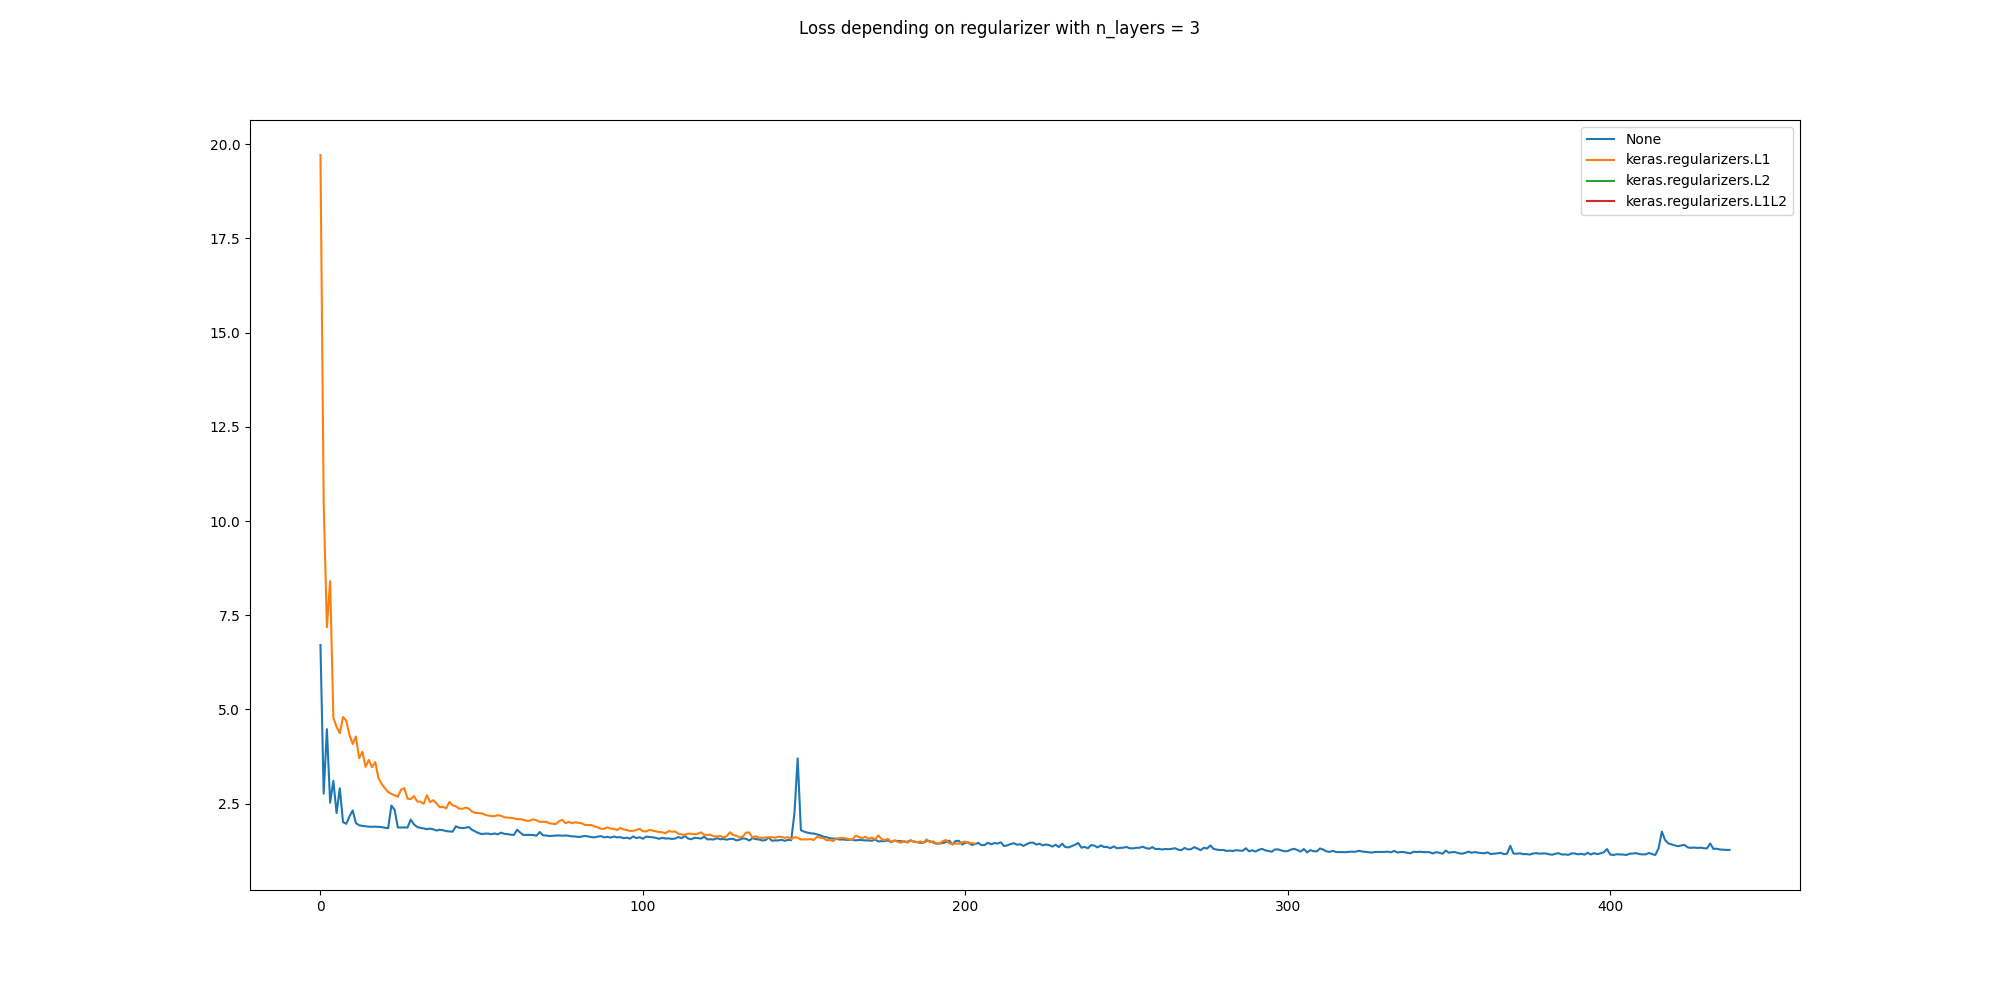 Loss depending on regularizer with n_layers = 3
None
keras.regularizers.L1
keras.regularizers.L2
keras.regularizers.L1L2
20.0
17.5
15.0
12.5
10.0
7.5
5.0
2.5
0 100 200 300 400